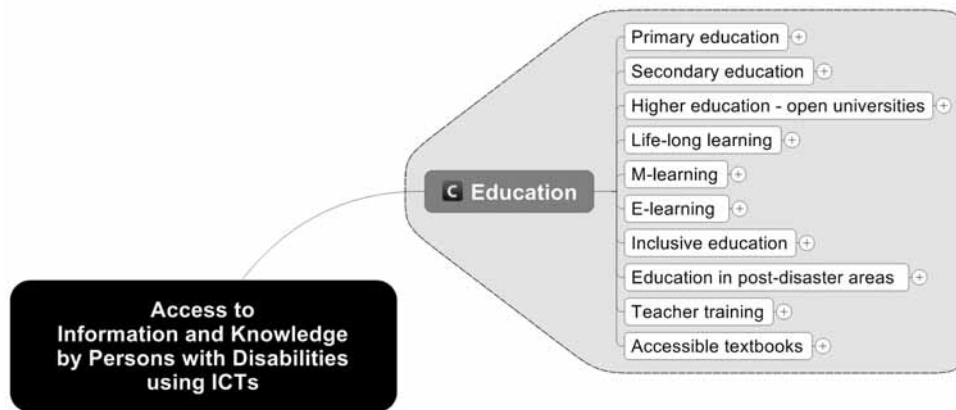 Primary education
Secondary education
Higher education - open universities
Life-long learning
M-learning
C Education
E-learning
Inclusive education
Education in post-disaster areas
Teacher training
Accessible textbooks
Access to
Information and Knowledge
by Persons with Disabilities
using ICTs